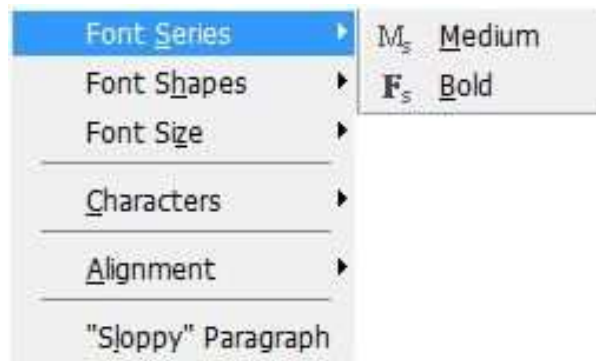 Font Series
Font Shapes
Font Size
Characters
Alignment
"Sloppy" Paragraph
Ms Medium
Fs Bold